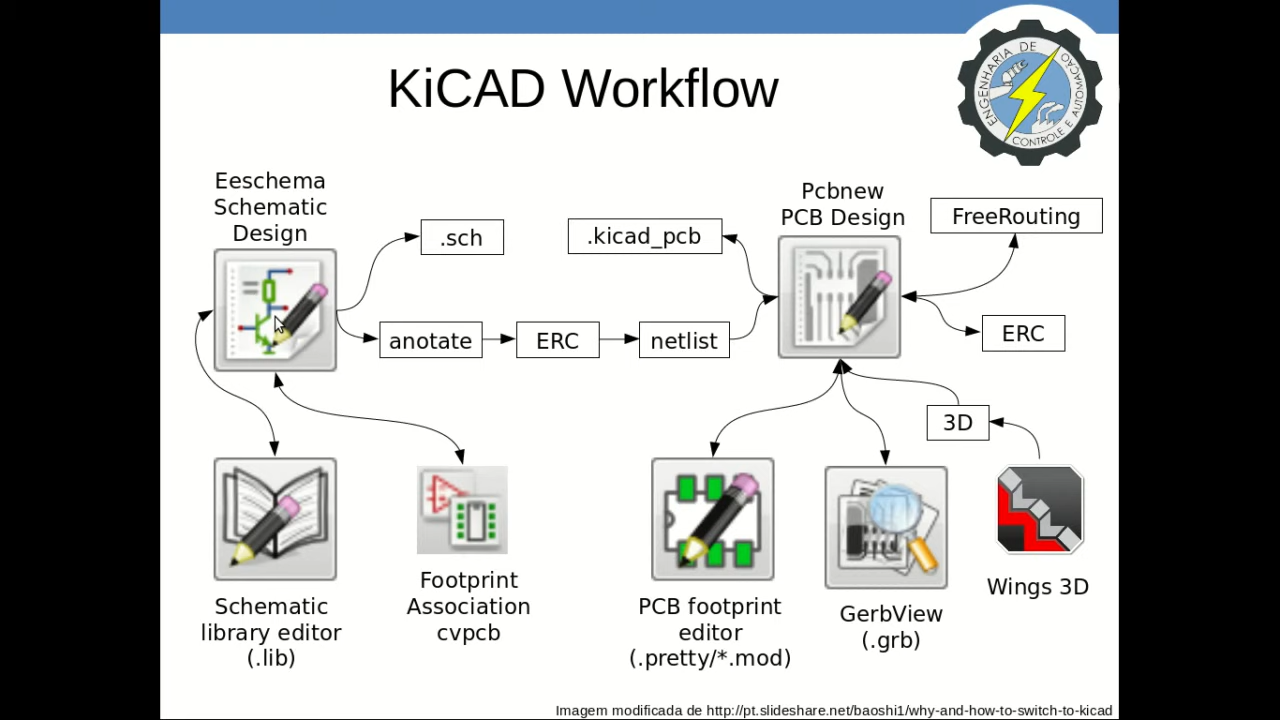 KiCAD Workflow
ENGENHARIA DE
CONTROLE E AUTOMAÇÃO
Eeschema
Schematic
Design
.sch
anotate
ERC
netlist
.kicad_pcb
Pcbnew
PCB Design
FreeRouting
ERC
3D
Schematic
library editor
(.lib)
Footprint
Association
cvpcb
PCB footprint
editor
(.pretty/*.mod)
GerbView
(.grb)
Wings 3D
Imagem modificada de http://pt.slideshare.net/baoshi1/why-and-how-to-switch-to-kicad